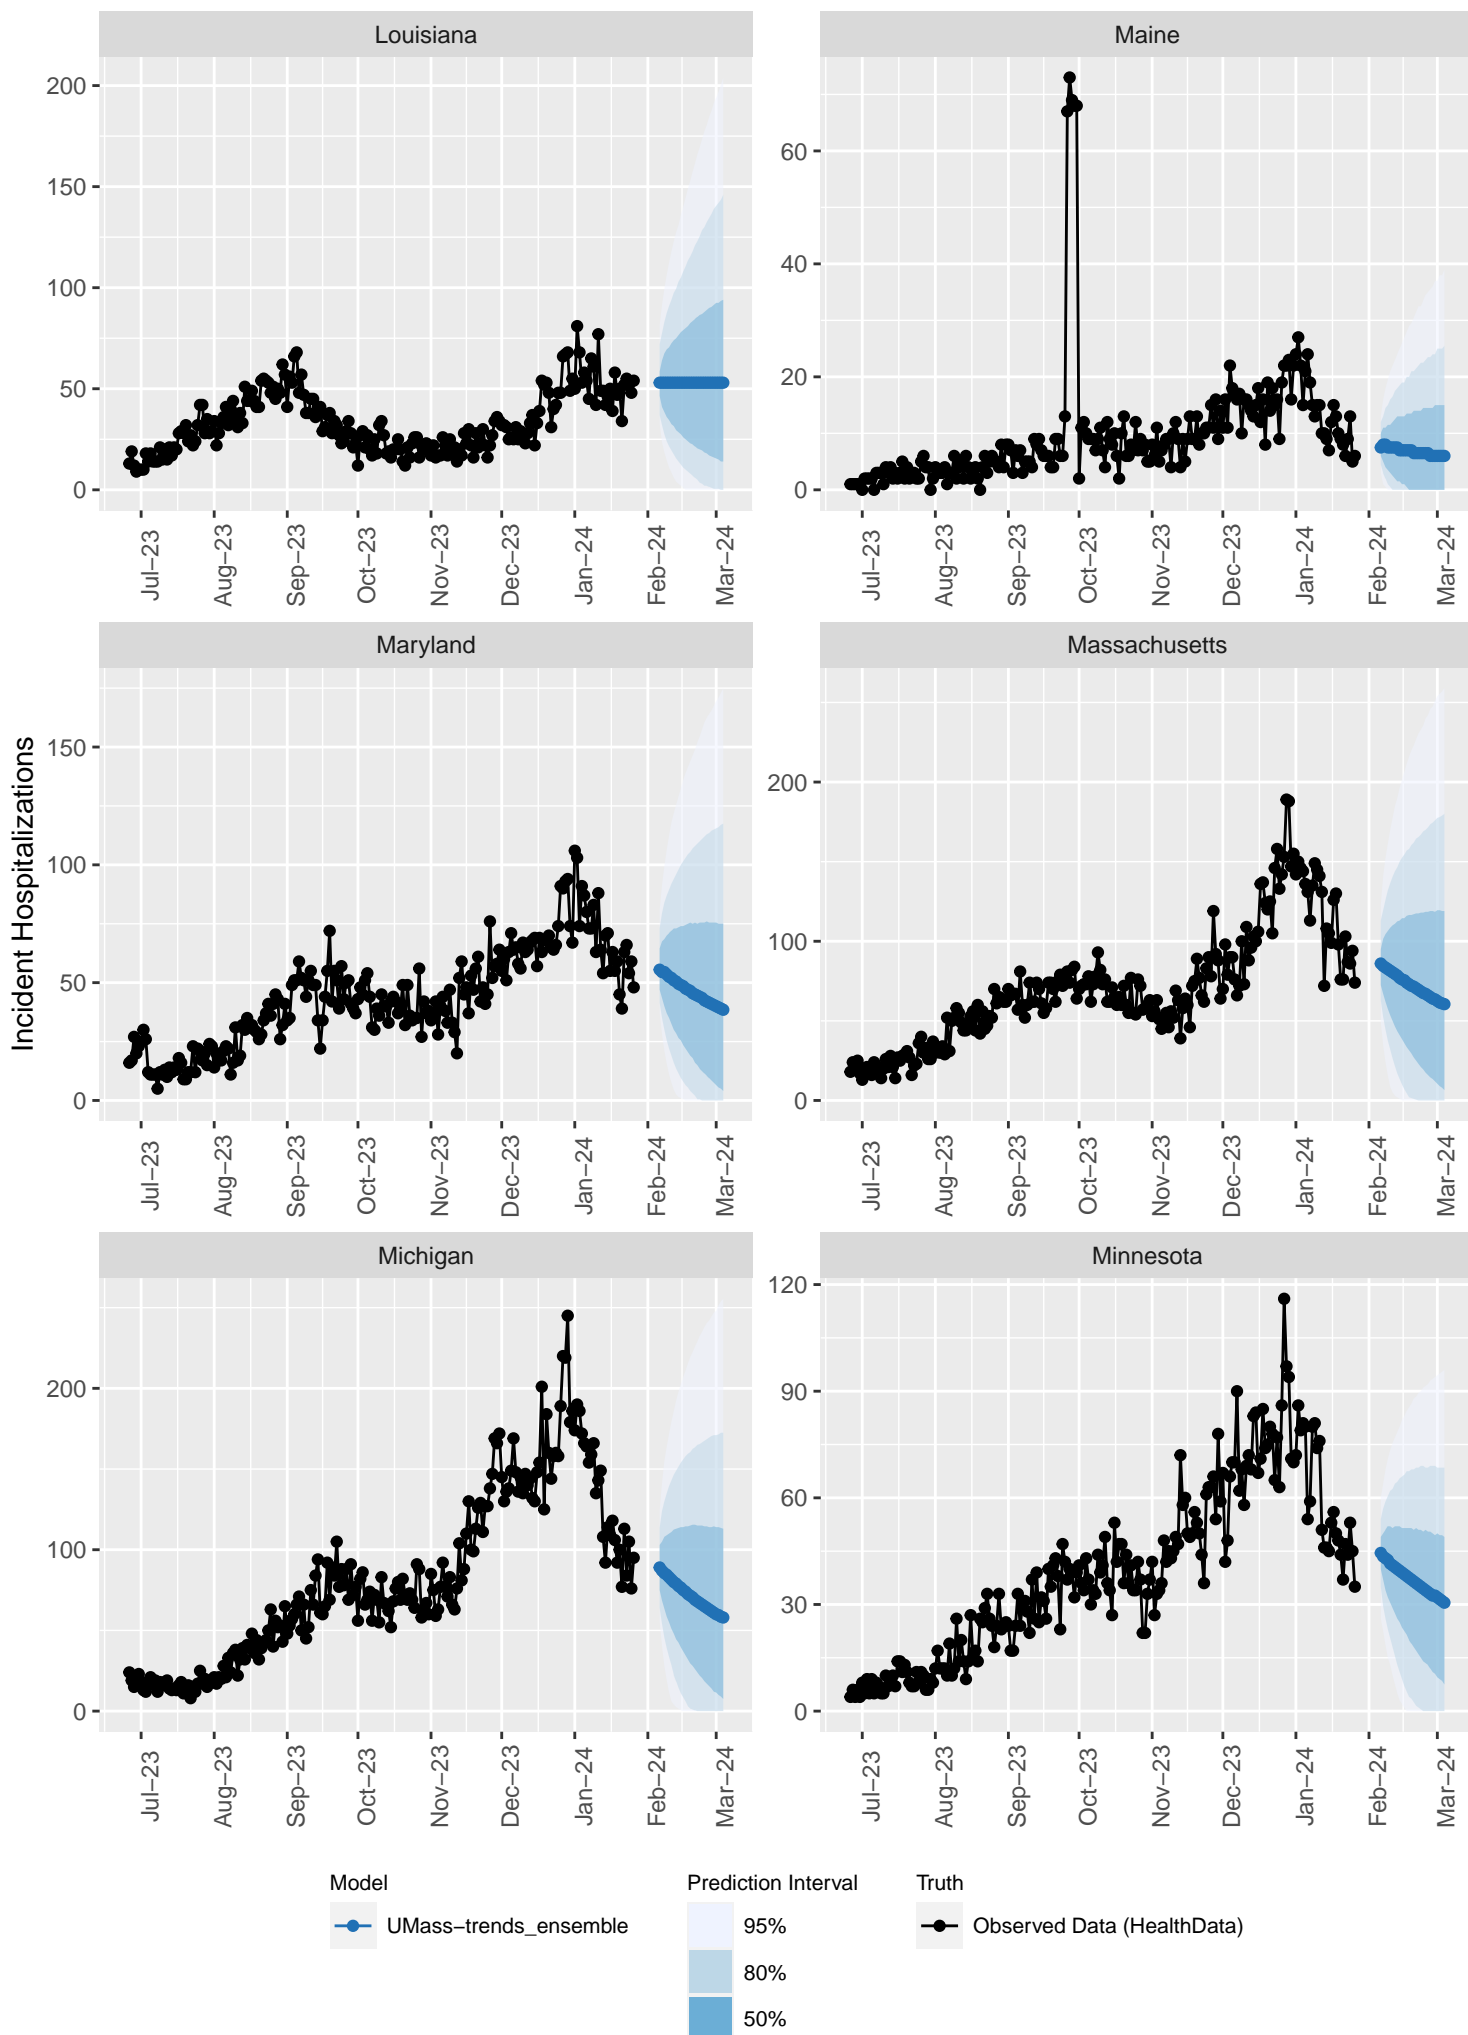 Louisiana
Maine
200
150
100
50
0
60
40
20
0
Jul−23
Aug−23
Sep−23
Oct−23
Nov−23
Dec−23
Jan−24
Feb−24
Mar−24
Jul−23
Aug−23
Sep−23
Oct−23
Nov−23
Dec−23
Jan−24
Feb−24
Mar−24
Incident Hospitalizations
Maryland
Massachusetts
150
100
50
0
200
100
0
Jul−23
Aug−23
Sep−23
Oct−23
Nov−23
Dec−23
Jan−24
Feb−24
Mar−24
Jul−23
Aug−23
Sep−23
Oct−23
Nov−23
Dec−23
Jan−24
Feb−24
Mar−24
Michigan
Minnesota
200
100
0
120
90
60
30
0
Jul−23
Aug−23
Sep−23
Oct−23
Nov−23
Dec−23
Jan−24
Feb−24
Mar−24
Jul−23
Aug−23
Sep−23
Oct−23
Nov−23
Dec−23
Jan−24
Feb−24
Mar−24
Model
UMass−trends_ensemble
Prediction Interval
95%
80%
50%
Truth
Observed Data (HealthData)